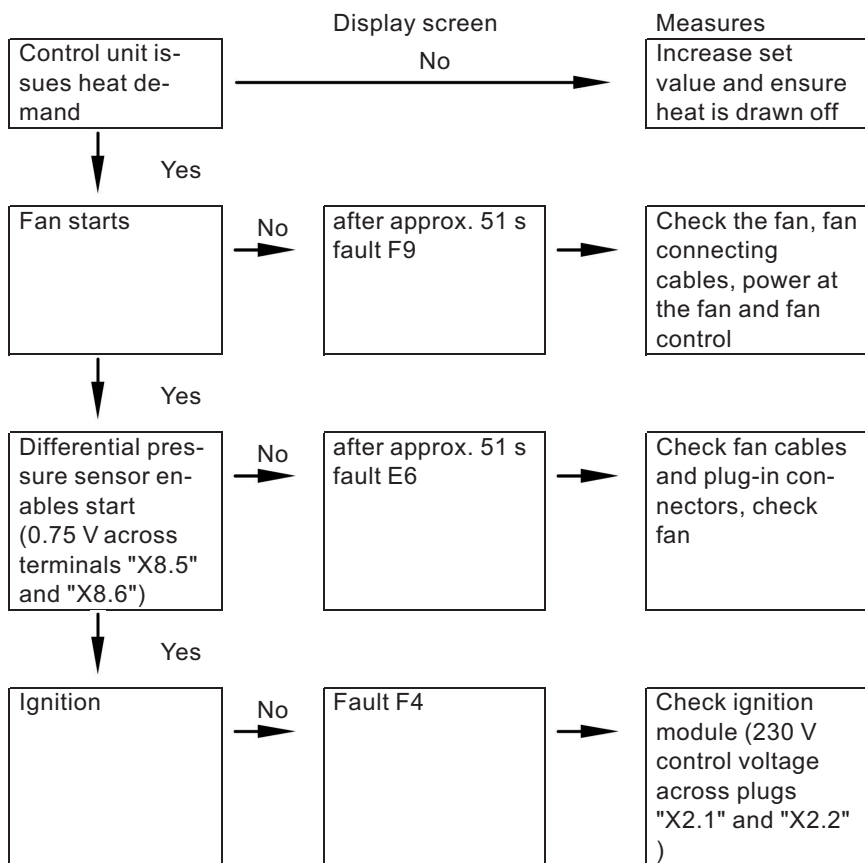 Display screen
Measures
Control unit is-
sues heat de-
mand
No
Increase set
value and ensure
heat is drawn off
Yes
Fan starts
No
after approx. 51 s
fault F9
Check the fan, fan
connecting
cables, power at
the fan and fan
control
Yes
Differential pres-
sure sensor en-
ables start
(0.75 V across
terminals "X8.5"
and "X8.6")
No
after approx. 51 s
fault E6
Check fan cables
and plug-in con-
nectors, check
fan
Yes
Ignition
No
Fault F4
Check ignition
module (230 V
control voltage
across plugs
"X2.1" and "X2.2"
)